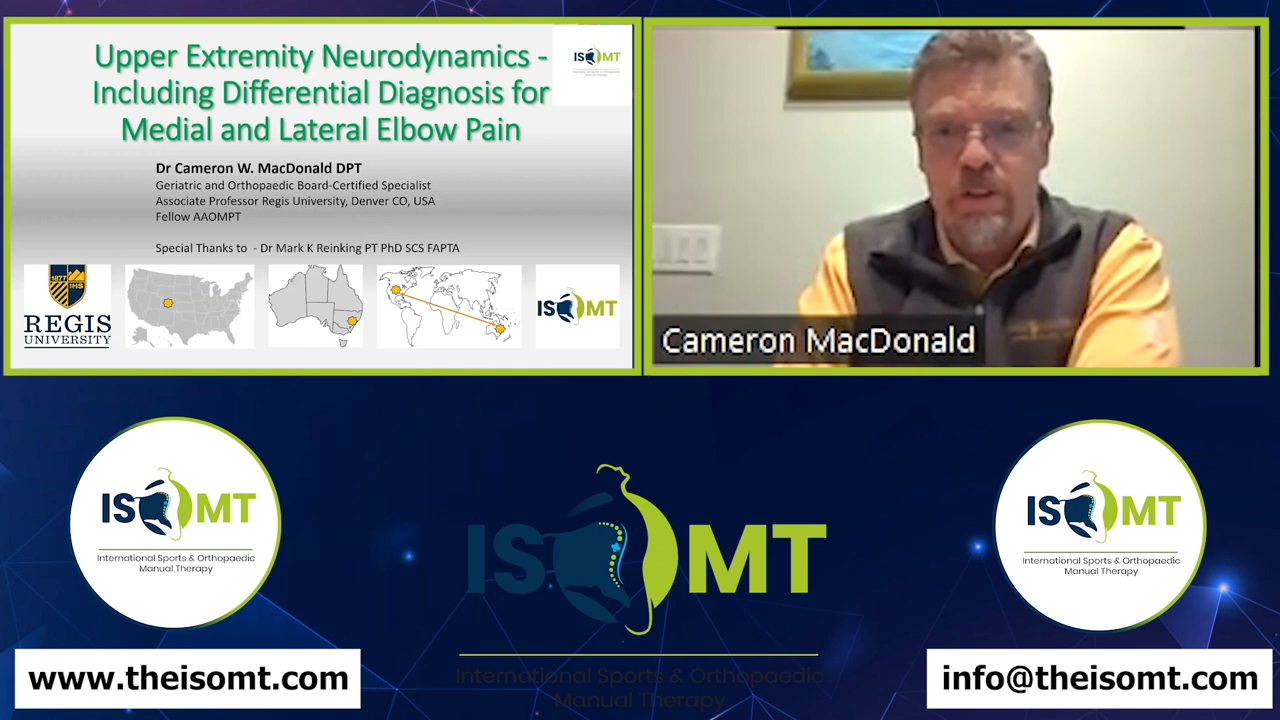 Upper Extremity Neurodynamics -
Including Differential Diagnosis for
Medial and Lateral Elbow Pain
ISOMT
Dr Cameron W. MacDonald DPT
Geriatric and Orthopaedic Board-Certified Specialist
Associate Professor Regis University, Denver CO, USA
Fellow AAOMPT
Special Thanks to - Dr Mark K Reinking PT PhD SCS FAPTA
1877
IHS
REGIS
UNIVERSITY
ISOMT
Cameron MacDonald
ISOMT
International Sports & Orthopaedic
Manual Therapy
ISOMT
International Sports & Orthopaedic
Manual Therapy
ISOMT
International Sports & Orthopaedic
Manual Therapy
www.theisomt.com
info@theisomt.com